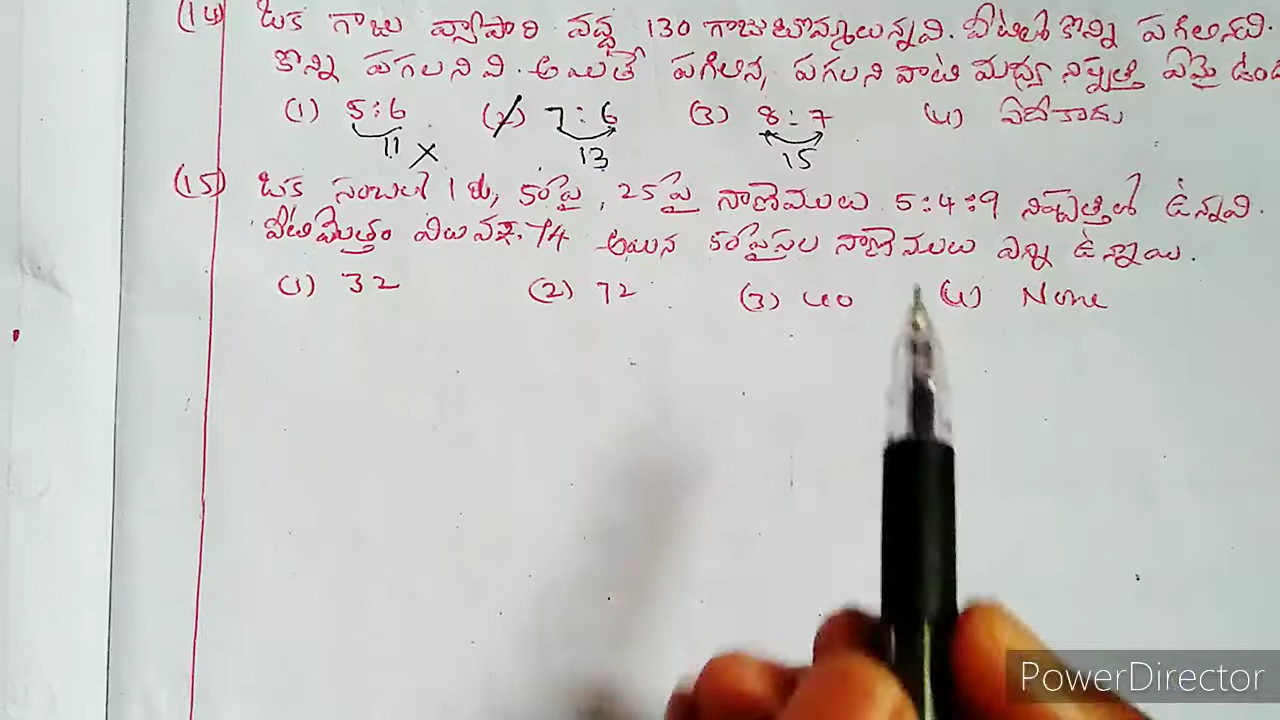 (14) ఒక గాజు వ్యాపారి వద్ద 130 గాజుబొమ్మలున్నవి. వీటిలో కొన్ని పగిలినవి.
కొన్ని పగలనివి. అయితే పగిలిన, పగలని వాటి మధ్య నిష్పత్తి ఏమై ఉండ
(1) 5:6 (2) 7:6 (3) 8:7 (4) ఏదికాదు
11 × 13 15
(15) ఒక సంచిలో 1రు, 50పై, 25పై నాణెములు 5:4:9 నిష్పత్తిలో ఉన్నవి.
వీటిమొత్తం విలువ రూ. 74 అయిన 50పైసల నాణెములు ఎన్ని ఉన్నాయి.
(1) 32 (2) 72 (3) 40 (4) None
PowerDirector